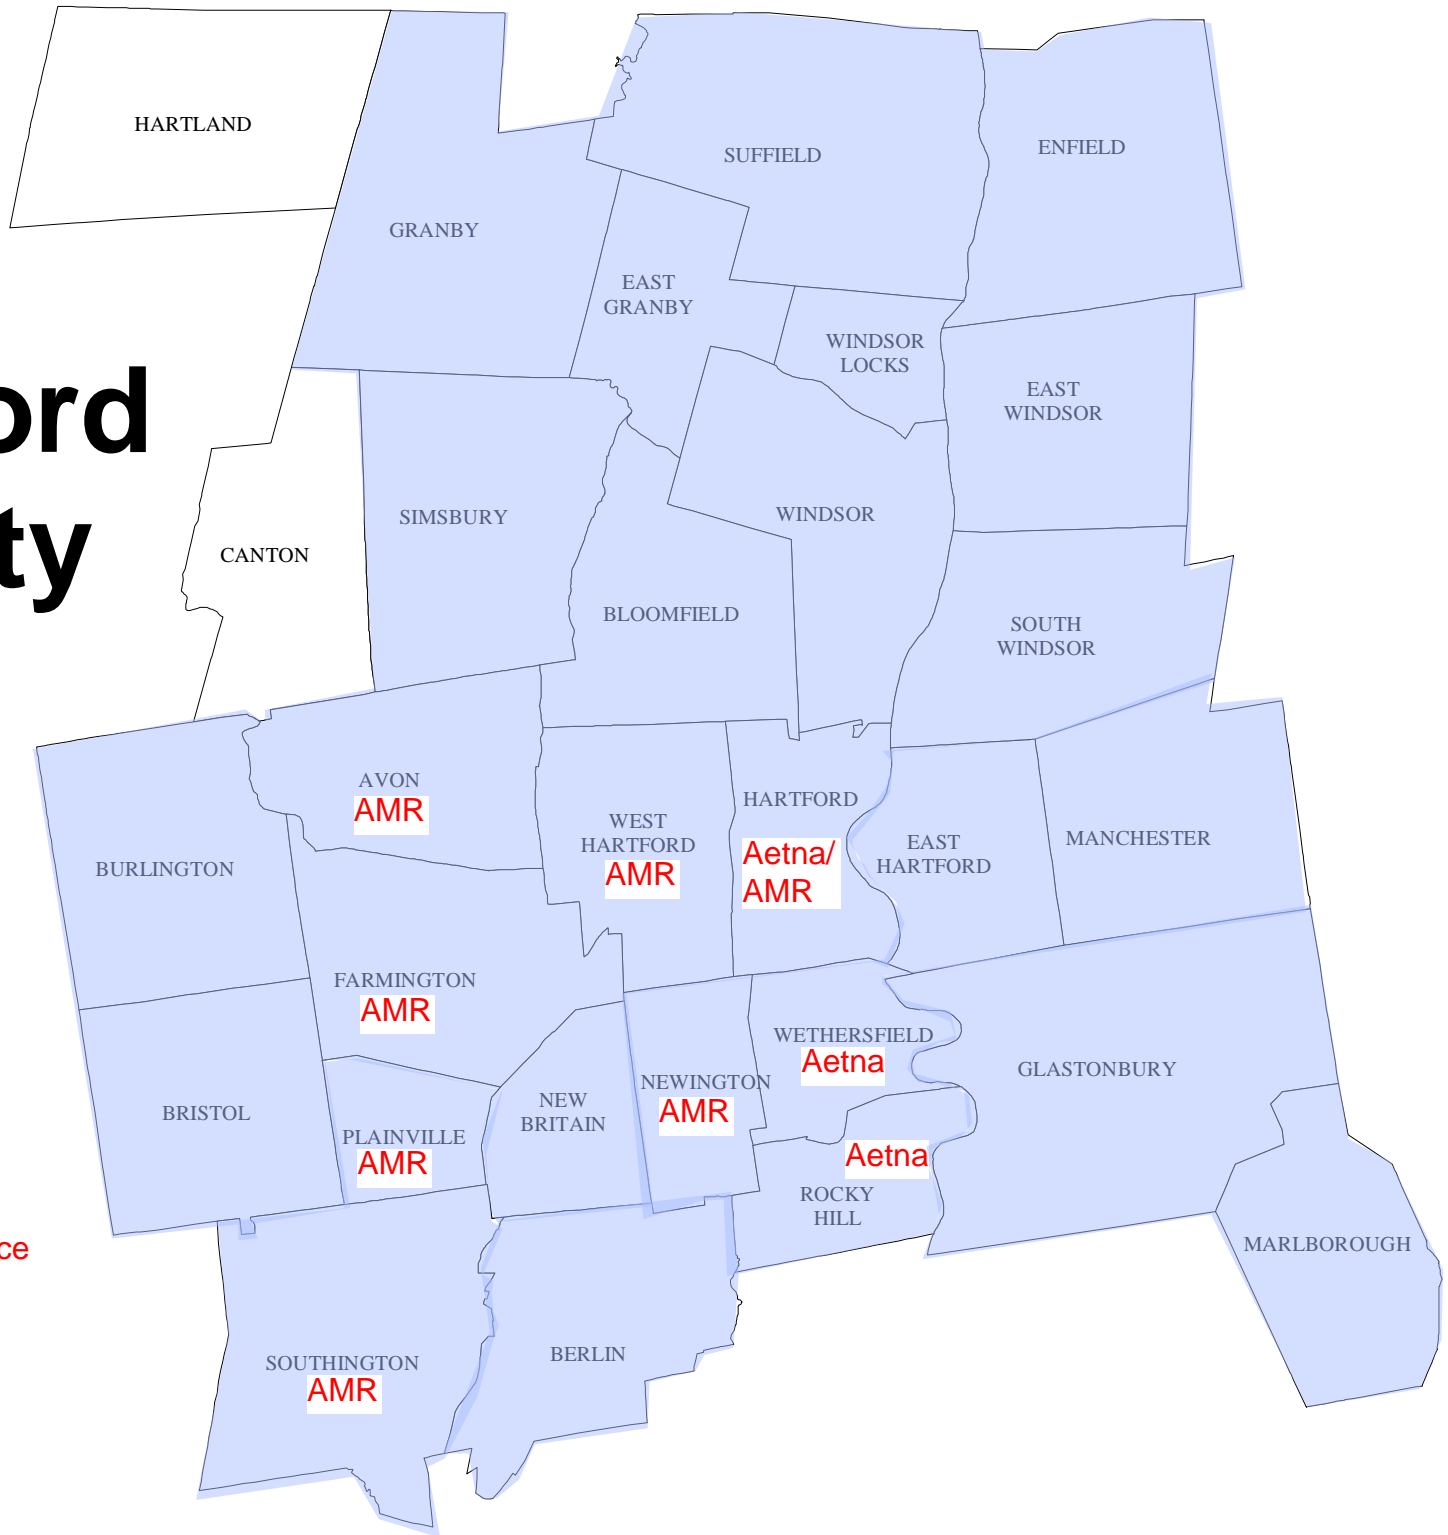 HARTLAND
SUFFIELD
ENFIELD
GRANBY
EAST
GRANBY
WINDSOR
LOCKS
EAST
WINDSOR
ord
ty
SIMSBURY
WINDSOR
CANTON
BLOOMFIELD
SOUTH
WINDSOR
AVON
AMR
HARTFORD
Aetna/
AMR
WEST
HARTFORD
AMR
EAST
HARTFORD
MANCHESTER
BURLINGTON
FARMINGTON
AMR
WETHERSFIELD
Aetna
GLASTONBURY
NEWINGTON
AMR
NEW
BRITAIN
BRISTOL
PLAINVILLE
AMR
Aetna
ROCKY
HILL
ce
MARLBOROUGH
SOUTHINGTON
AMR
BERLIN